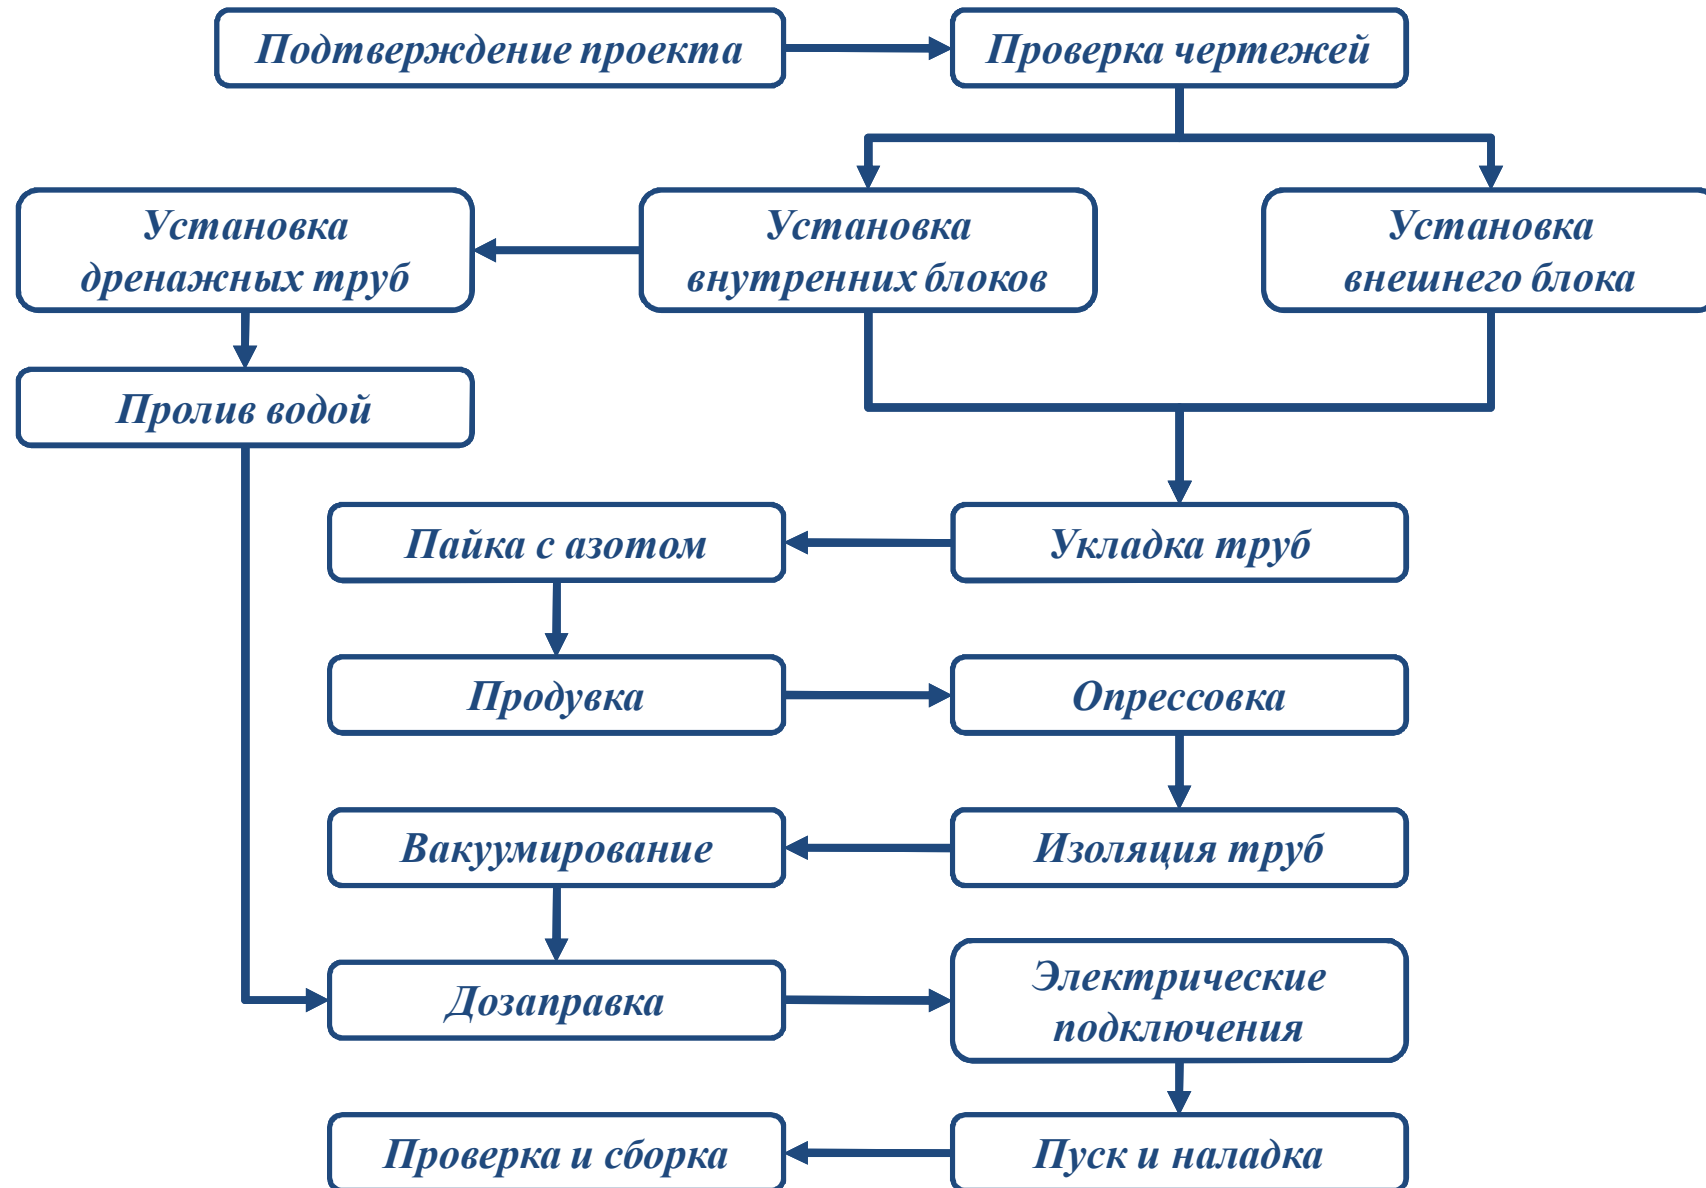 Подтверждение проекта
Проверка чертежей
Установка
дренажных труб
Установка
внутренних блоков
Установка
внешнего блока
Пролив водой
Пайка с азотом
Укладка труб
Продувка
Опрессовка
Вакуумирование
Изоляция труб
Дозаправка
Электрические
подключения
Проверка и сборка
Пуск и наладка